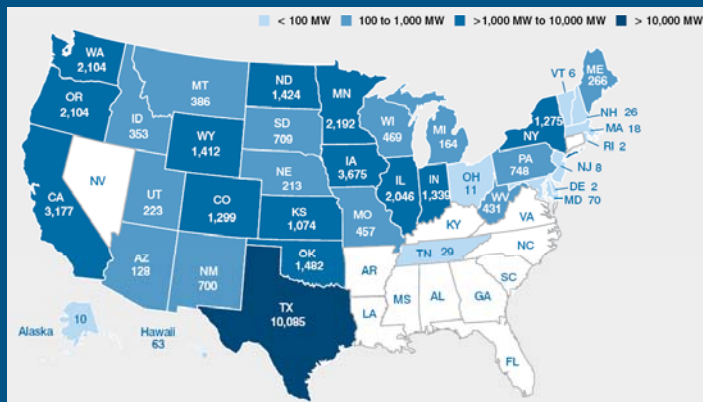 < 100 MW 100 to 1,000 MW >1,000 MW to 10,000 MW > 10,000 MW
WA
2,104
OR
2,104
CA
3,177
NV
ID
353
MT
386
WY
1,412
UT
223
AZ
128
CO
1,299
NM
700
ND
1,424
SD
709
NE
213
KS
1,074
OK
1,482
TX
10,085
MN
2,192
IA
3,675
MO
457
AR
LA
WI
469
IL
2,046
MI
164
IN
1,339
OH
11
KY
TN 29
MS
AL
GA
FL
SC
NC
VA
WV
431
PA
748
1,275
NY
VT 6
ME
266
NH 26
MA 18
RI 2
NJ 8
DE 2
MD 70
Alaska
10
Hawaii
63